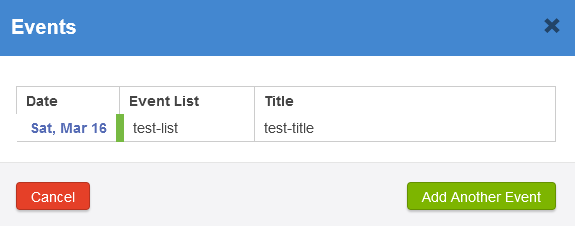 Events
Date Event List Title
Sat, Mar 16 test-list test-title
Cancel Add Another Event